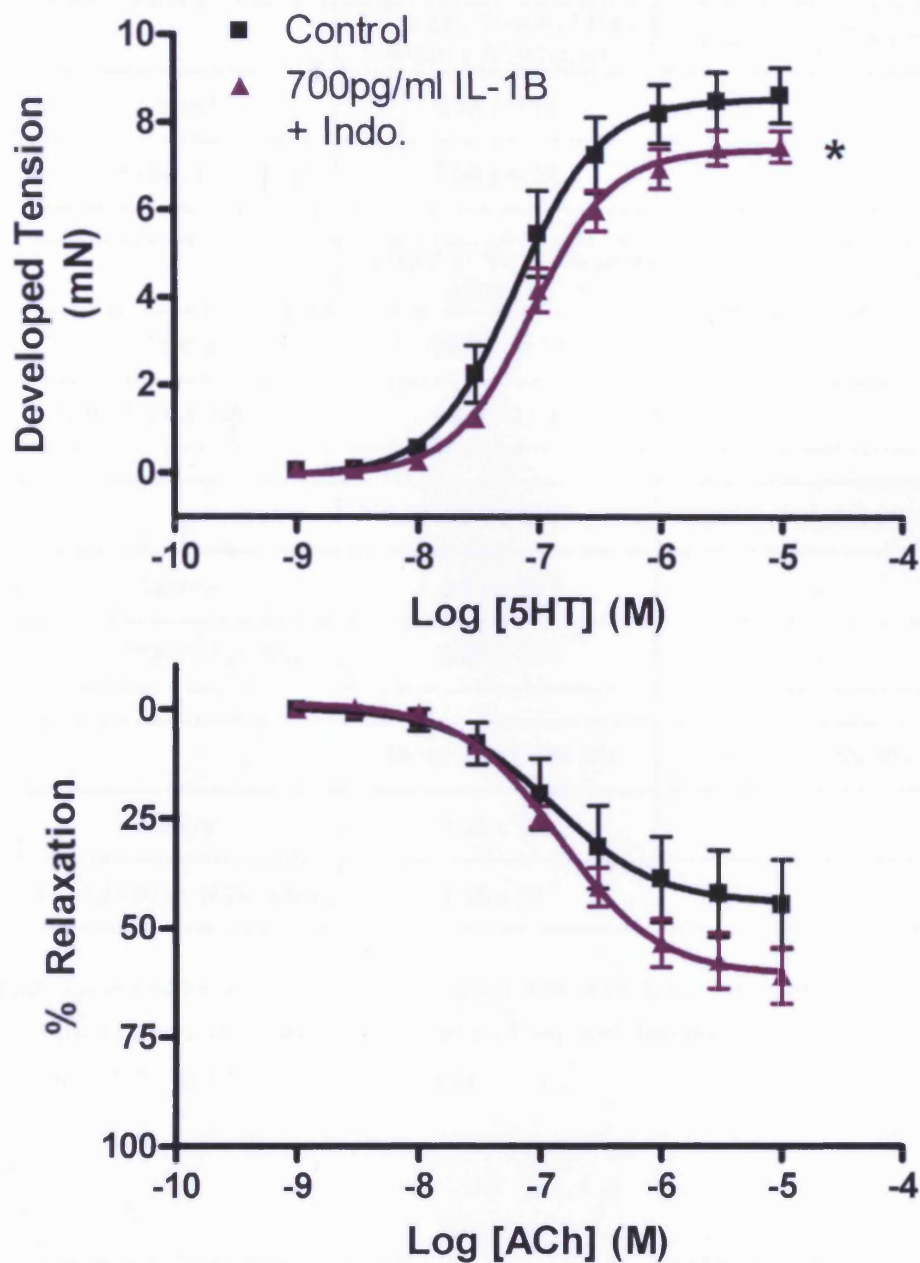 Control
700pg/ml IL-1B
+ Indo.
10
8
6
4
2
0
Developed Tension
(mN)
*
-10 -9 -8 -7 -6 -5 -4
Log [5HT] (M)
0
25
50
75
100
% Relaxation
-10 -9 -8 -7 -6 -5 -4
Log [ACh] (M)